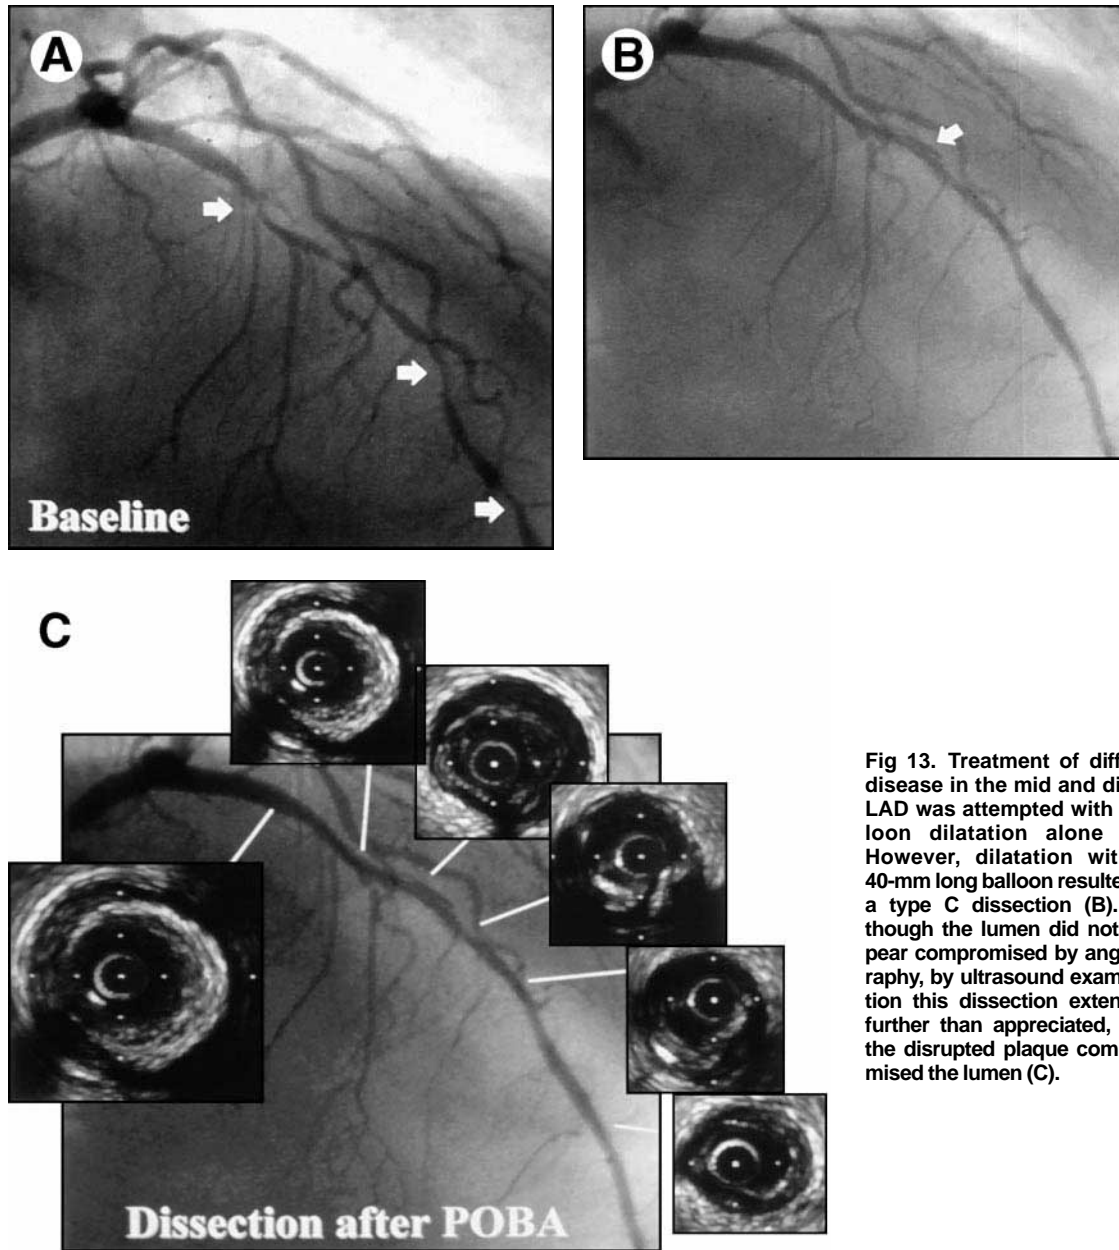 A
B
Baseline
C
Dissection after POBA
Fig 13. Treatment of diff
disease in the mid and di
LAD was attempted with
loon dilatation alone
However, dilatation wit
40-mm long balloon resulte
a type C dissection (B).
though the lumen did not
pear compromised by ang
raphy, by ultrasound exam
tion this dissection exten
further than appreciated,
the disrupted plaque com
mised the lumen (C).